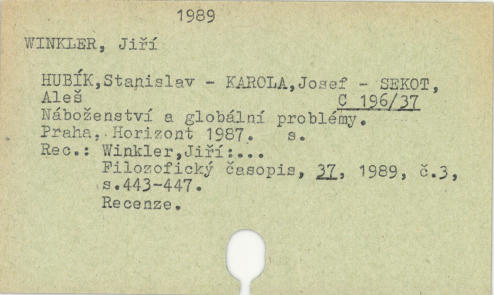 1989
WINKLER, Jiří
HUBÍK,Stanislav - KAROLA,Josef - SEKOT,
Aleš C 196/37
Náboženství a globální problémy.
Praha, Horizont 1987. s.
Rec.: Winkler,Jiří:...
Filozofický časopis, 37, 1989, č.3,
s.443-447.
Recenze.